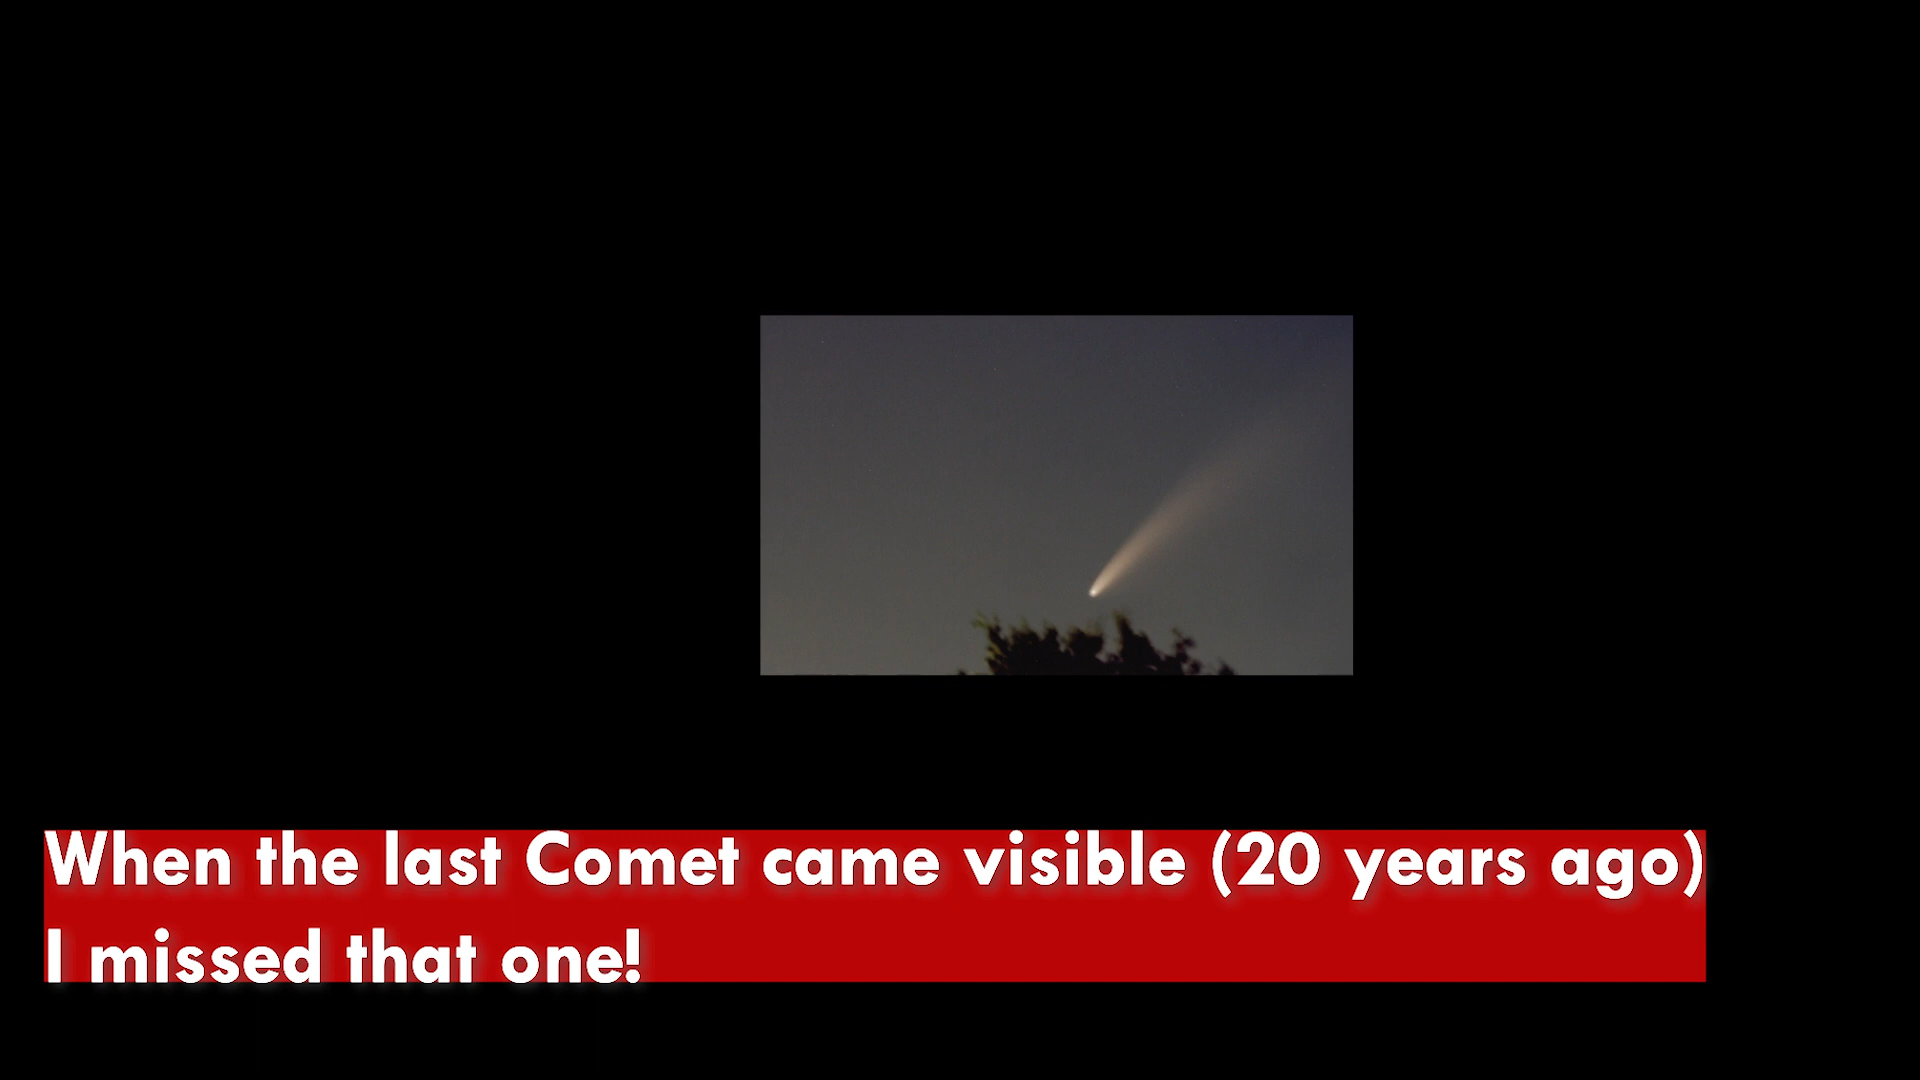 When the last Comet came visible (20 years ago)
I missed that one!